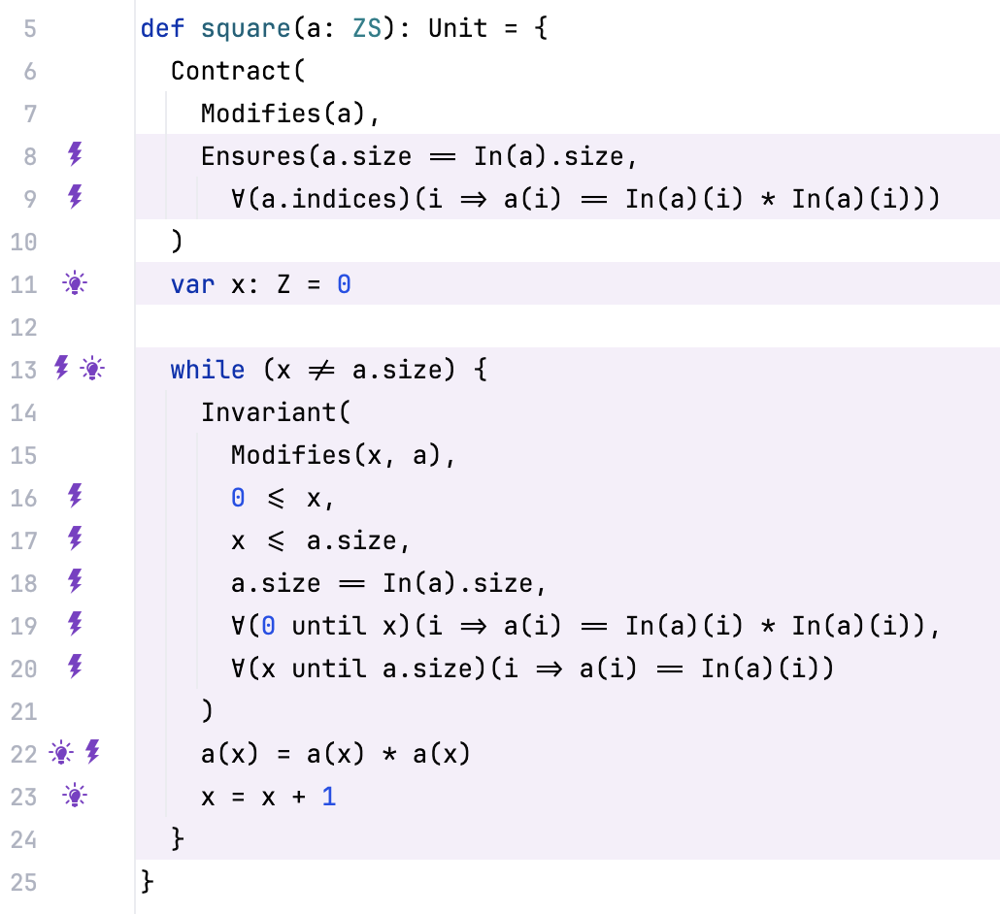 5 def square(a: ZS): Unit = {
6 Contract(
7 Modifies(a),
8 Ensures(a.size == In(a).size,
9 ∀(a.indices)(i => a(i) == In(a)(i) * In(a)(i)))
10 )
11 var x: Z = 0
12
13 while (x ≠ a.size) {
14 Invariant(
15 Modifies(x, a),
16 0 ≤ x,
17 x ≤ a.size,
18 a.size == In(a).size,
19 ∀(0 until x)(i => a(i) == In(a)(i) * In(a)(i)),
20 ∀(x until a.size)(i => a(i) == In(a)(i))
21 )
22 a(x) = a(x) * a(x)
23 x = x + 1
24 }
25 }